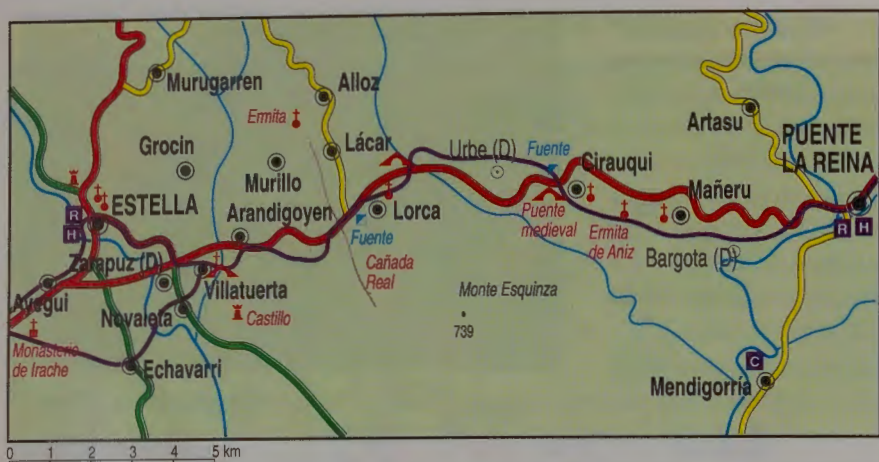 Murugarren
Alloz
Ermita
Artasu
PUENTE
LA REINA
Grocin
Lácar
Urbe (D)
Fuente
Cirauqui
Murillo
Mañeru
ESTELLA
R
H
Arandigoyen
Lorca
Puente
medieval
R
H
Fuente
Ermita
de Aniz
Bargota (D)
Zarapuz (D)
Cañada
Real
Ayegui
Villatuerta
Monte Esquinza
739
Novaleta
Castillo
Monasterio
de Irache
Echavarri
C
Mendigorría
0 1 2 3 4 5 km